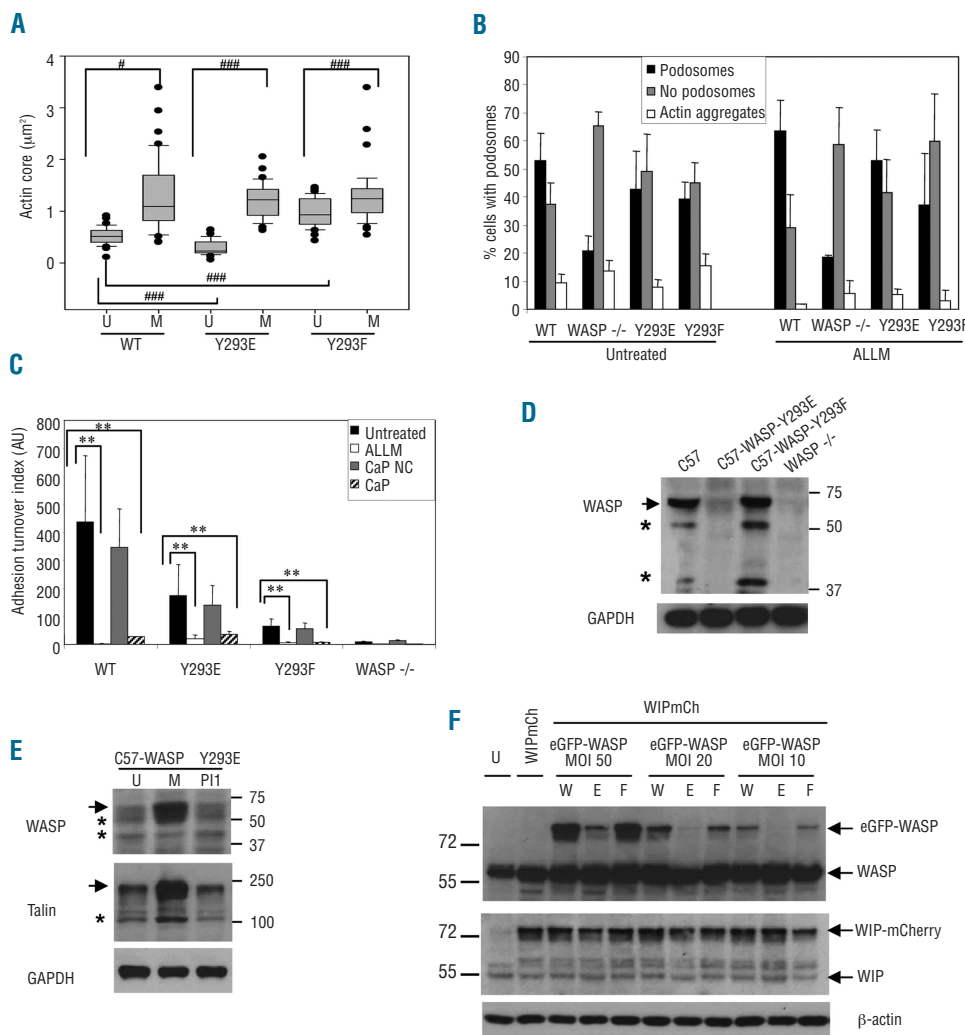 A
Actin core (µm²)
4
3
2
1
0
# ### ###
###
###
U M U M U M
WT Y293E Y293F
B
% cells with podosomes
90
80
70
60
50
40
30
20
10
0
Podosomes
No podosomes
Actin aggregates
WT WASP -/- Y293E Y293F WT WASP -/- Y293E Y293F
Untreated ALLM
C
Adhesion turnover index (AU)
800
700
600
500
400
300
200
100
0
** **
** **
** **
Untreated
ALLM
CaP NC
CaP
WT Y293E Y293F WASP -/-
D
C57
C57-WASP-Y293E
C57-WASP-Y293F
WASP -/-
WASP
*
*
75
50
37
GAPDH
E
C57-WASP Y293E
U M PI1
WASP
*
*
75
50
37
Talin
*
250
100
GAPDH
F
WIPmCh
U
WIPmCh
eGFP-WASP MOI 50
eGFP-WASP MOI 20
eGFP-WASP MOI 10
W E F W E F W E F
72
55
eGFP-WASP
WASP
72
55
WIP-mCherry
WIP
β-actin